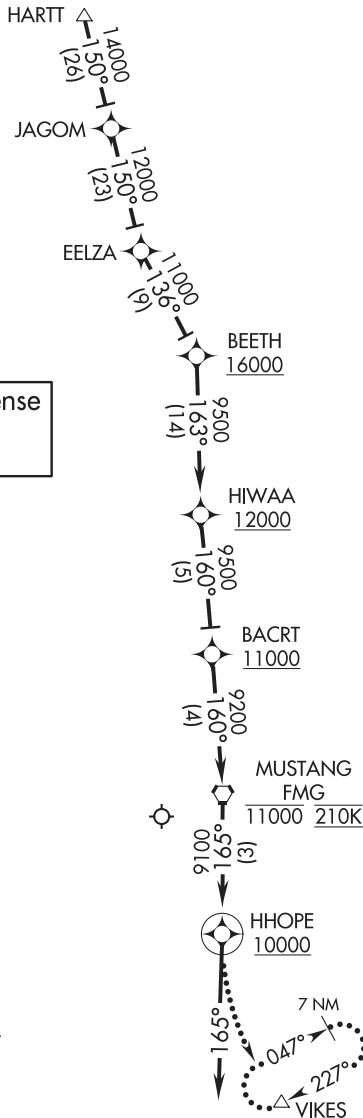 HARTT
14000
150°
(26)
JAGOM
12000
150°
(23)
EELZA
11000
136°
(9)
BEETH
16000
ense
9500
163°
(14)
HIWAA
12000
9500
160°
(5)
BACRT
11000
9200
160°
(4)
MUSTANG
FMG
11000 210K
(3)
165°
9100
HHOPE
10000
165°
7 NM
047°
227°
VIKES